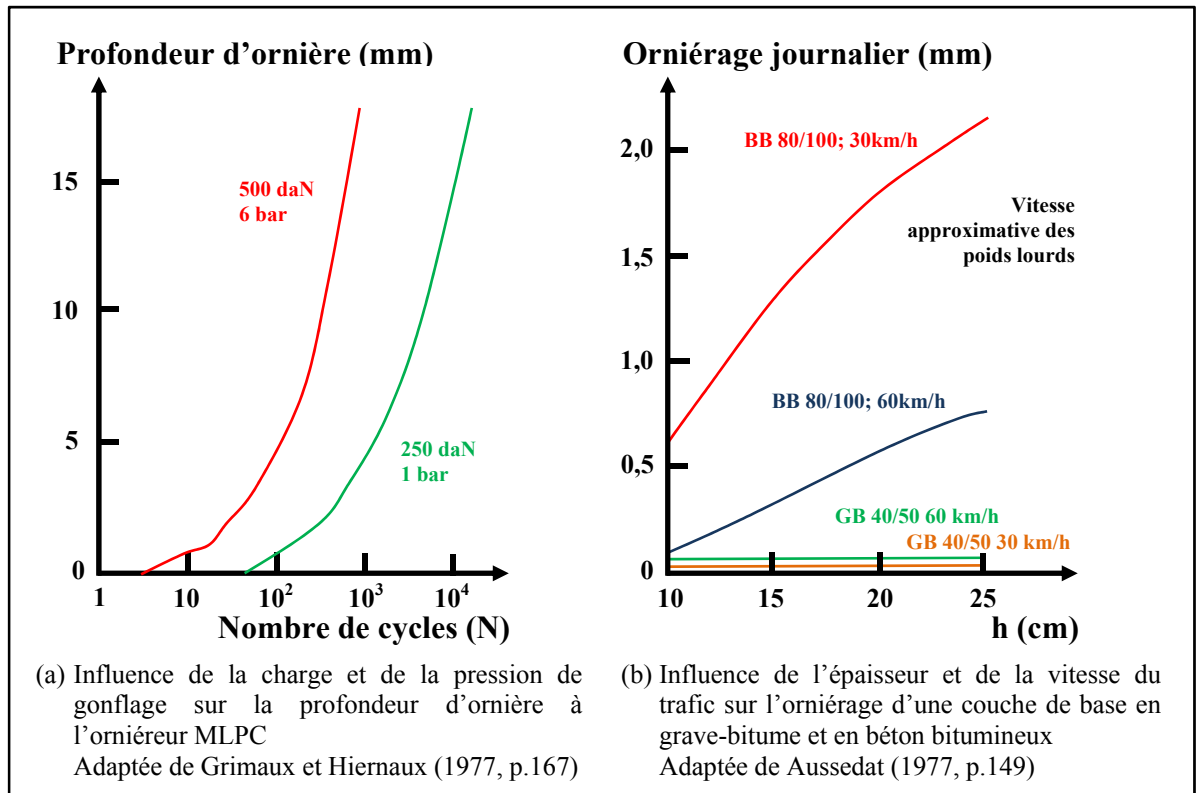 Profondeur d’ornière (mm)
15
10
5
0
500 daN
6 bar
250 daN
1 bar
1
10
10²
10³
10⁴
Nombre de cycles (N)
(a) Influence de la charge et de la pression de
gonflage sur la profondeur d’ornière à
l’orniéreur MLPC
Adaptée de Grimaux et Hiernaux (1977, p.167)
Orniérage journalier (mm)
2,0
1,5
1,0
0,5
0
BB 80/100; 30km/h
Vitesse
approximative des
poids lourds
BB 80/100; 60km/h
GB 40/50 60 km/h
GB 40/50 30 km/h
10
15
20
25
h (cm)
(b) Influence de l’épaisseur et de la vitesse du
trafic sur l’orniérage d’une couche de base en
grave-bitume et en béton bitumineux
Adaptée de Aussedat (1977, p.149)